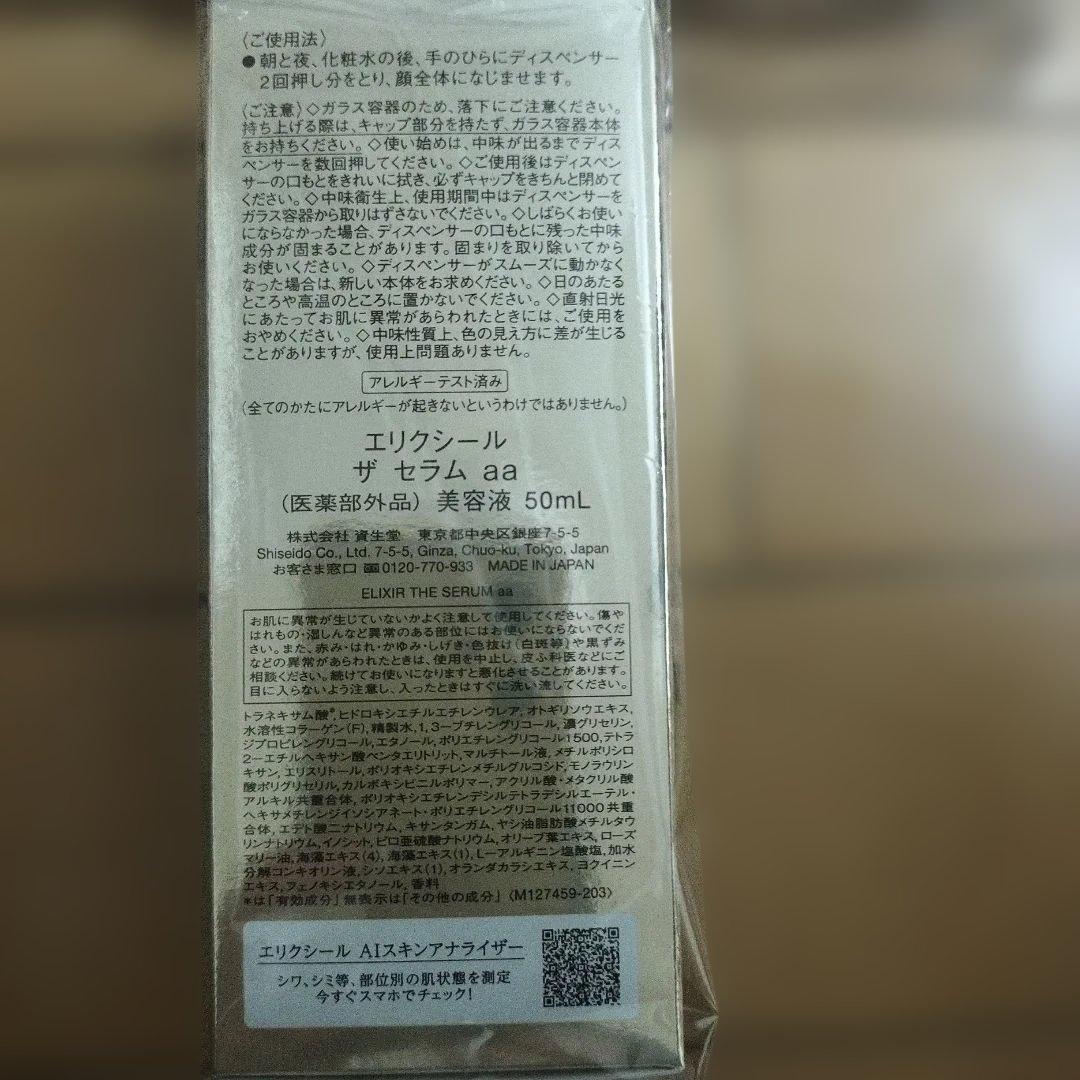 〈ご使用法〉
●朝と夜、化粧水の後、手のひらにディスペンサー
2回押し分をとり、顔全体になじませます。
〈ご注意〉◇ガラス容器のため、落下にご注意ください。
持ち上げる際は、キャップ部分を持たず、ガラス容器本体
をお持ちください。◇使い始めは、中味が出るまでディス
ペンサーを数回押してください。◇ご使用後はディスペン
サーの口もとをきれいに拭き、必ずキャップをきちんと閉めて
ください。◇中味衛生上、使用期間中はディスペンサーを
ガラス容器から取りはずさないでください。◇しばらくお使い
にならなかった場合、ディスペンサーの口もとに残った中味
成分が固まることがあります。固まりを取り除いてから
お使いください。◇ディスペンサーがスムーズに動かなく
なった場合は、新しい本体をお求めください。◇日のあたる
ところや高温のところに置かないでください。◇直射日光
にあたってお肌に異常があらわれたときには、ご使用を
おやめください。◇中味性質上、色の見え方に差が生じる
ことがありますが、使用上問題ありません。
アレルギーテスト済み
(全てのかたにアレルギーが起きないというわけではありません。)
エリクシール
ザ セラム aa
(医薬部外品) 美容液 50mL
株式会社 資生堂 東京都中央区銀座7-5-5
Shiseido Co., Ltd. 7-5-5, Ginza, Chuo-ku, Tokyo, Japan
お客さま窓口 0120-770-933 MADE IN JAPAN
ELIXIR THE SERUM aa
お肌に異常が生じていないかよく注意して使用してください。傷や
はれもの・湿しんなど異常のある部位にはお使いにならないでくだ
さい。また、赤み・はれ・かゆみ・しげき・色抜け(白斑等)や黒ずみ
などの異常があらわれたときは、使用を中止し、皮ふ科医などにご
相談ください。続けてお使いになりますと悪化させることがあります。
目に入らないよう注意し、入ったときはすぐに洗い流してください。
トラネキサム酸*,ヒドロキシエチルエチレンウレア,オトギリソウエキス,
水溶性コラーゲン(F),精製水,1,3-ブチレングリコール,濃グリセリン,
ジプロピレングリコール,エタノール,ポリエチレングリコール1500,テトラ
2-エチルヘキサン酸ペンタエリトリット,マルチトール液,メチルポリシロ
キサン,エリスリトール,ポリオキシエチレンメチルグルコシド,モノラウリン
酸ポリグリセリル,カルボキシビニルポリマー,アクリル酸・メタクリル酸
アルキル共重合体,ポリオキシエチレンデシルテトラデシルエーテル・
ヘキサメチレンジイソシアネート・ポリエチレングリコール11000共重
合体,エデト酸二ナトリウム,キサンタンガム,ヤシ油脂肪酸メチルタウ
リンナトリウム,イノシット,ピロ亜硫酸ナトリウム,オリーブ葉エキス,ローズ
マリー油,海藻エキス(4),海藻エキス(1),L-アルギニン塩酸塩,加水
分解コンキオリン液,シソエキス(1),オランダカラシエキス,ヨクイニン
エキス,フェノキシエタノール,香料
*は「有効成分」無表示は「その他の成分」〈M127459-203〉
エリクシール AIスキンアナライザー
シワ、シミ等、部位別の肌状態を測定
今すぐスマホでチェック!